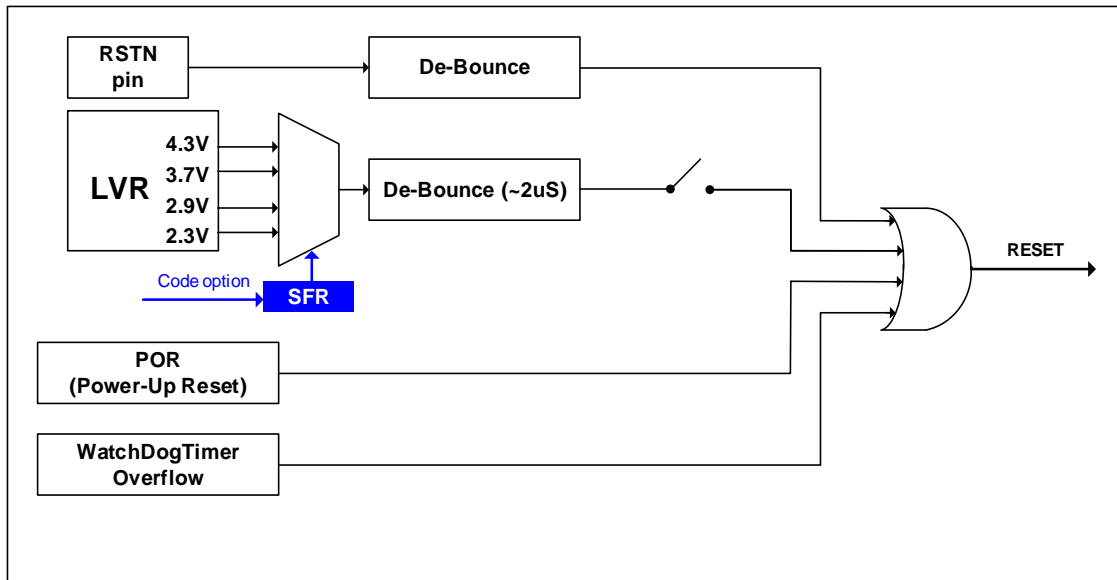 RSTN
pin
De-Bounce
LVR
4.3V
3.7V
2.9V
2.3V
De-Bounce (~2uS)
Code option
SFR
RESET
POR
(Power-Up Reset)
WatchDogTimer
Overflow